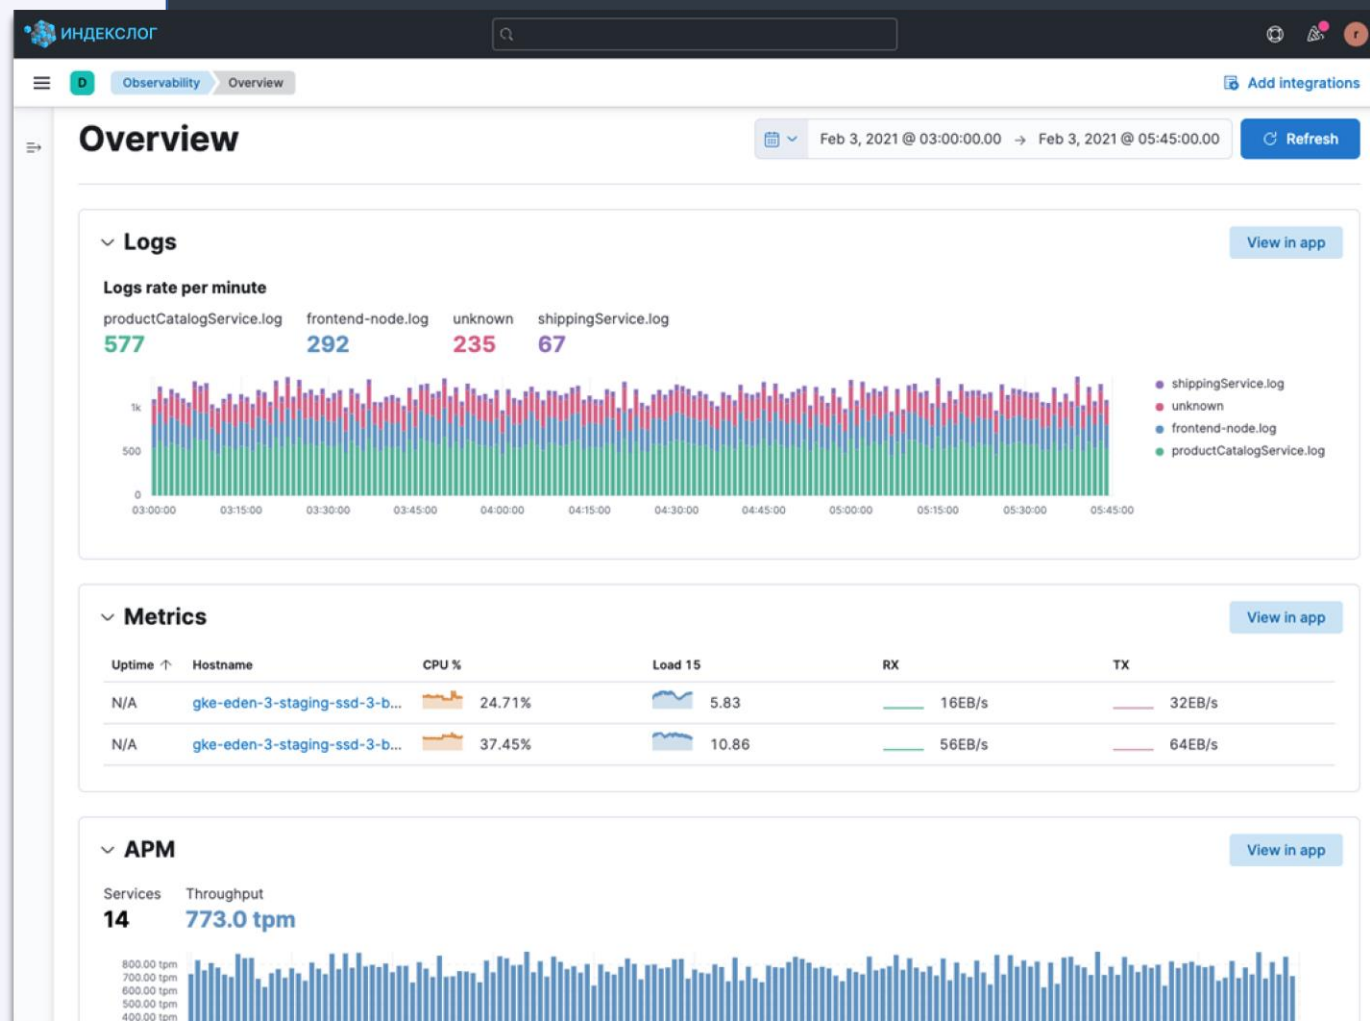 ИНДЕКСЛОГ
r
D Observability Overview Add integrations
Overview Feb 3, 2021 @ 03:00:00.00 → Feb 3, 2021 @ 05:45:00.00 Refresh
Logs View in app
Logs rate per minute
productCatalogService.log frontend-node.log unknown shippingService.log
577 292 235 67
shippingService.log
unknown
frontend-node.log
productCatalogService.log
1k
500
0
03:00:00 03:15:00 03:30:00 03:45:00 04:00:00 04:15:00 04:30:00 04:45:00 05:00:00 05:15:00 05:30:00 05:45:00
Metrics View in app
Uptime ↑ Hostname CPU % Load 15 RX TX
N/A gke-eden-3-staging-ssd-3-b... 24.71% 5.83 16EB/s 32EB/s
N/A gke-eden-3-staging-ssd-3-b... 37.45% 10.86 56EB/s 64EB/s
APM View in app
Services Throughput
14 773.0 tpm
800.00 tpm
700.00 tpm
600.00 tpm
500.00 tpm
400.00 tpm